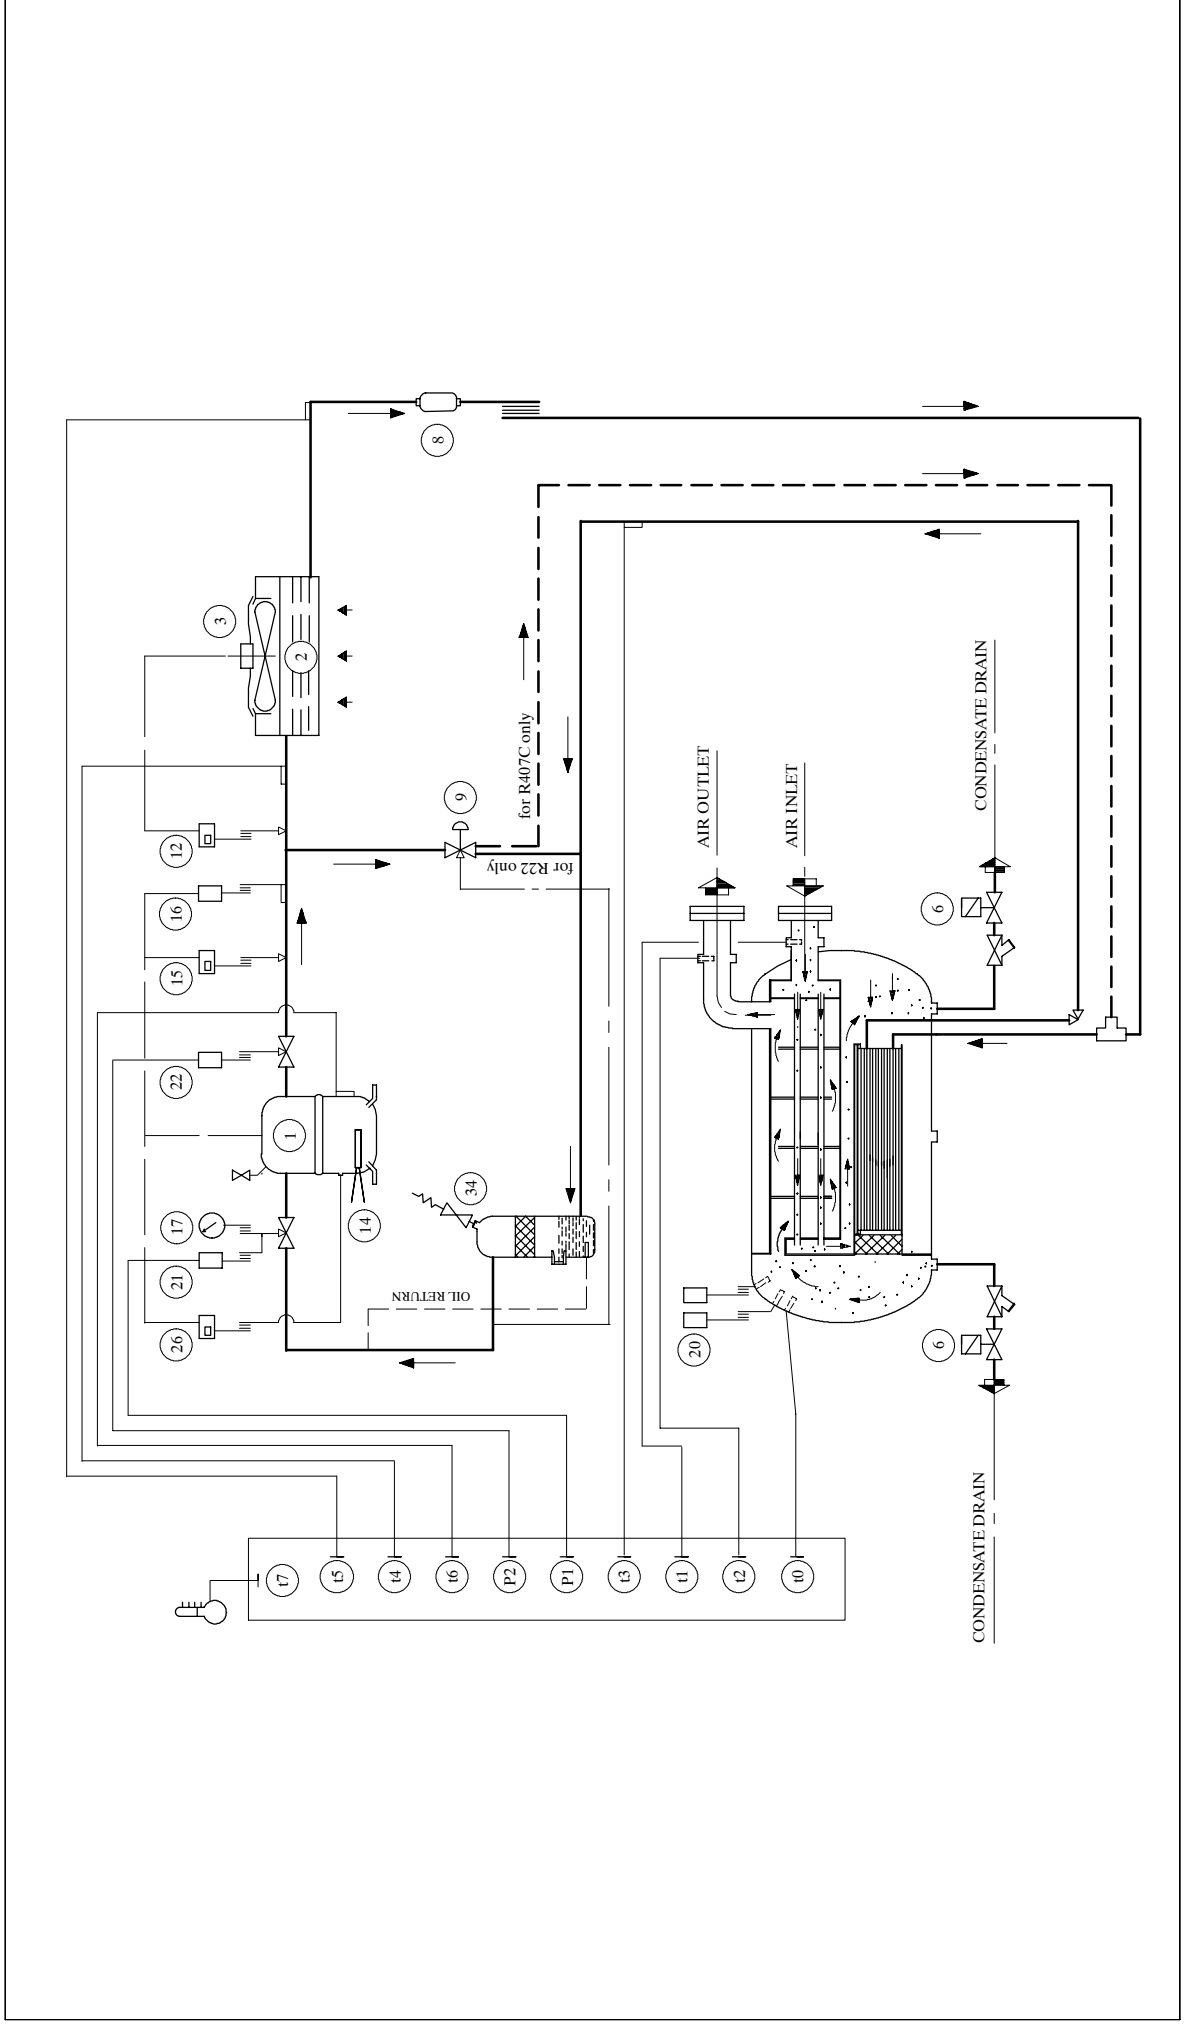 3
2
8
12
16
15
22
1
17
21
26
14
34
9
for R407C only
for R22 only
OIL RETURN
AIR OUTLET
AIR INLET
CONDENSATE DRAIN
6
20
6
CONDENSATE DRAIN
t7
t5
t4
t6
P2
P1
t3
t1
t2
t0